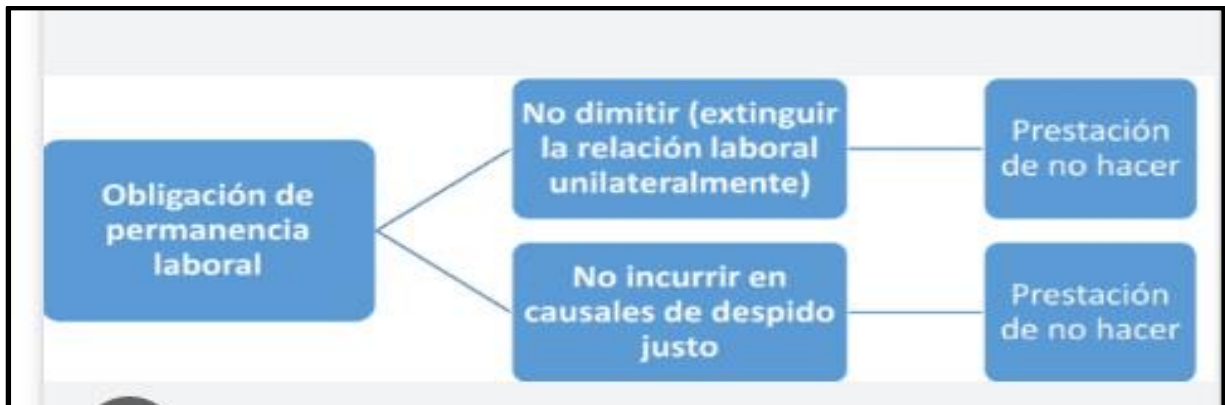 Obligación de
permanencia
laboral
No dimitir (extinguir
la relación laboral
unilateralmente)
Prestación
de no hacer
No incurrir en
causales de despido
justo
Prestación
de no hacer